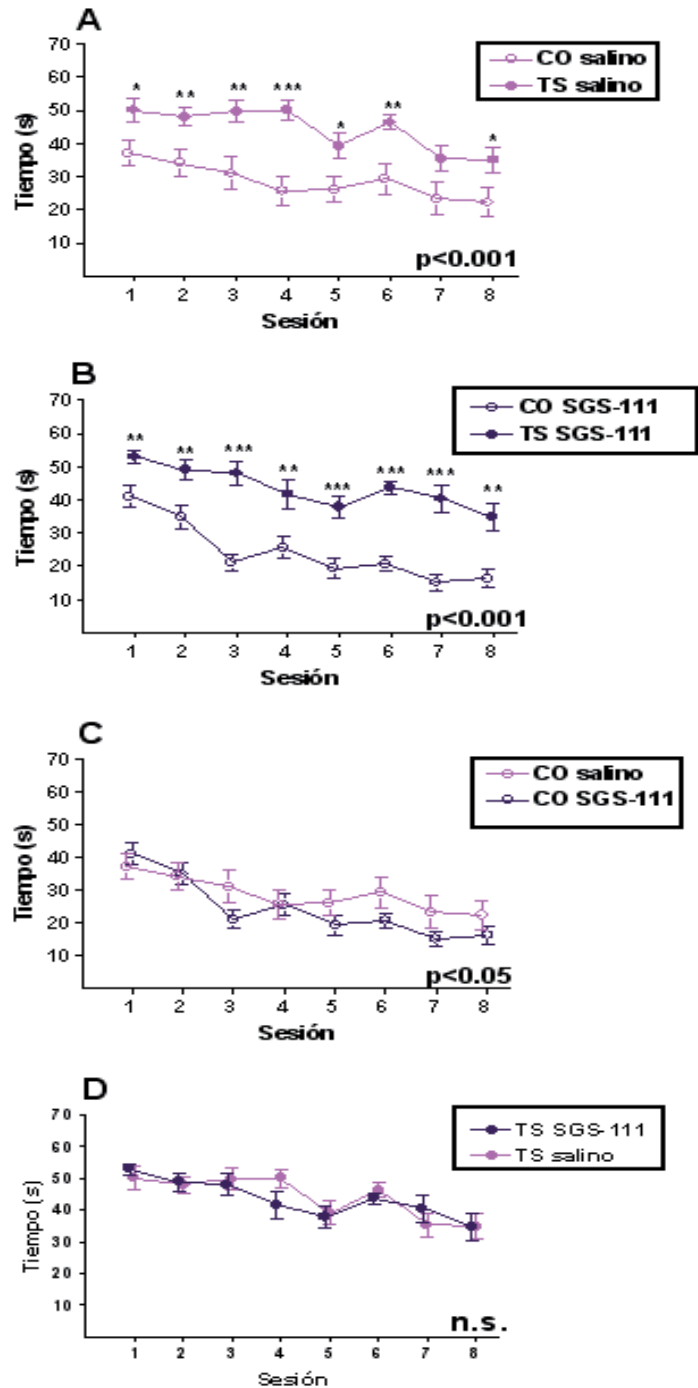 A
CO salino
TS salino
Tiempo (s)
70
60
50
40
30
20
10
* ** ** *** * ** *
p<0.001
1 2 3 4 5 6 7 8
Sesión
B
CO SGS-111
TS SGS-111
Tiempo (s)
70
60
50
40
30
20
10
** ** *** ** *** *** *** **
p<0.001
1 2 3 4 5 6 7 8
Sesión
C
CO salino
CO SGS-111
Tiempo (s)
70
60
50
40
30
20
10
p<0.05
1 2 3 4 5 6 7 8
Sesión
D
TS SGS-111
TS salino
Tiempo (s)
70
60
50
40
30
20
10
n.s.
1 2 3 4 5 6 7 8
Sesión